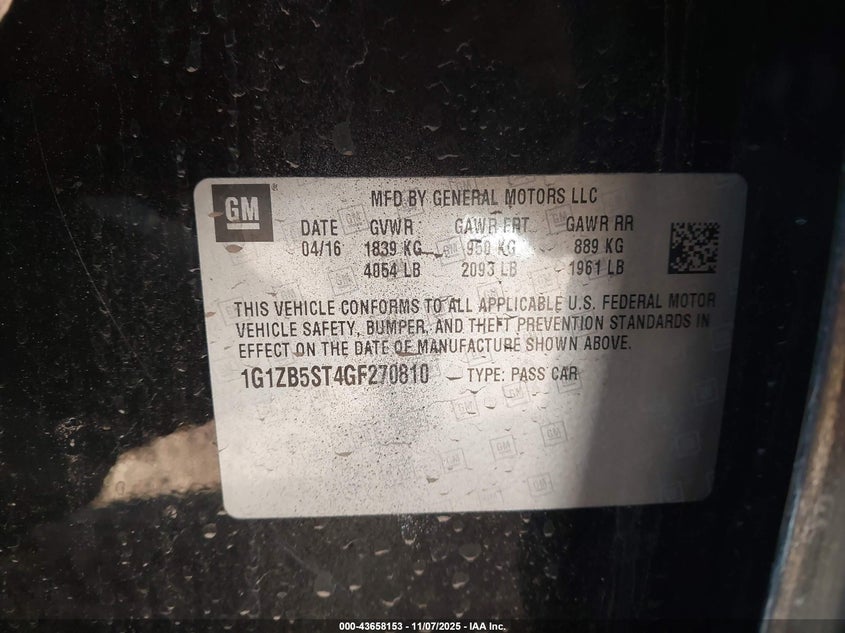 GM
MFD BY GENERAL MOTORS LLC
DATE GVWR GAWR FRT GAWR RR
04/16 1839 KG 950 KG 889 KG
4054 LB 2093 LB 1961 LB
THIS VEHICLE CONFORMS TO ALL APPLICABLE U.S. FEDERAL MOTOR
VEHICLE SAFETY, BUMPER, AND THEFT PREVENTION STANDARDS IN
EFFECT ON THE DATE OF MANUFACTURE SHOWN ABOVE.
1G1ZB5ST4GF270810 TYPE: PASS CAR
000-43658153 — 11/07/2025 — IAA Inc.